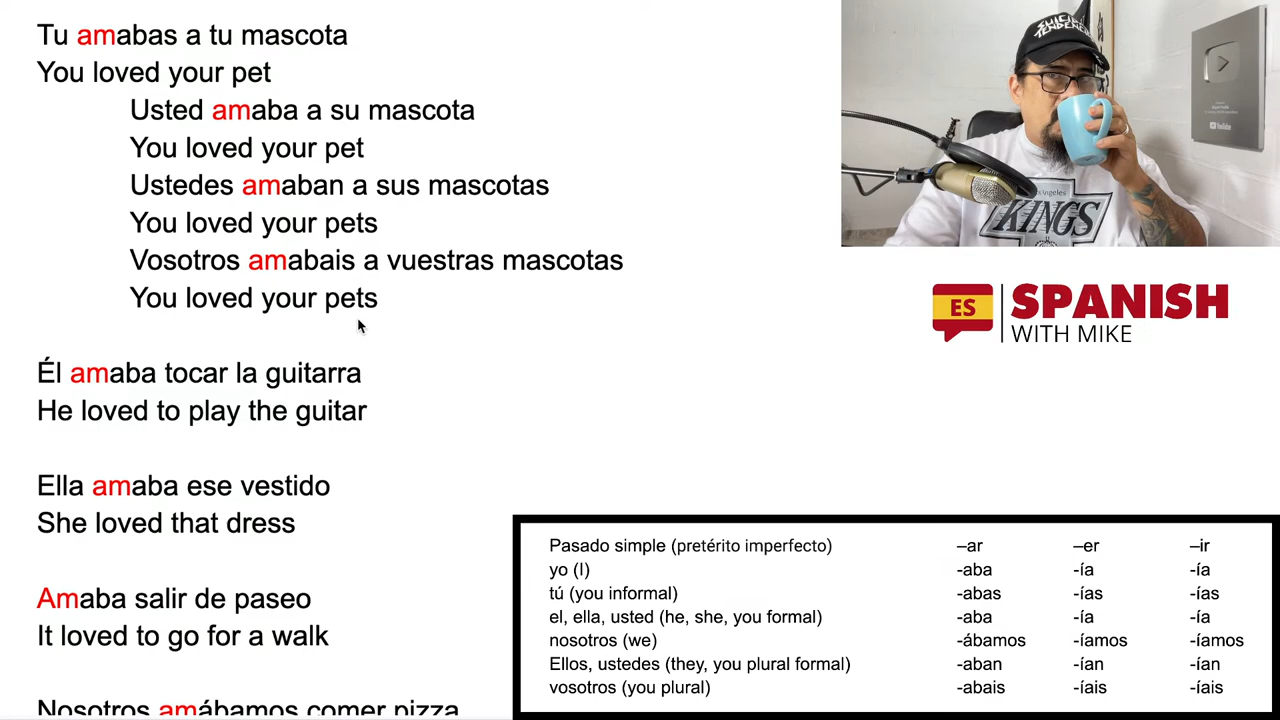 Tu amabas a tu mascota
You loved your pet
Usted amaba a su mascota
You loved your pet
Ustedes amaban a sus mascotas
You loved your pets
Vosotros amabais a vuestras mascotas
You loved your pets
Él amaba tocar la guitarra
He loved to play the guitar
Ella amaba ese vestido
She loved that dress
Amaba salir de paseo
It loved to go for a walk
Nosotros amábamos comer pizza
SUICIDAL
TENDENCIES
Los Angeles
KINGS
YouTube
ES SPANISH
WITH MIKE
Pasado simple (pretérito imperfecto) –ar –er –ir
yo (I) -aba -ía -ía
tú (you informal) -abas -ías -ías
el, ella, usted (he, she, you formal) -aba -ía -ía
nosotros (we) -ábamos -íamos -íamos
Ellos, ustedes (they, you plural formal) -aban -ían -ían
vosotros (you plural) -abais -íais -íais